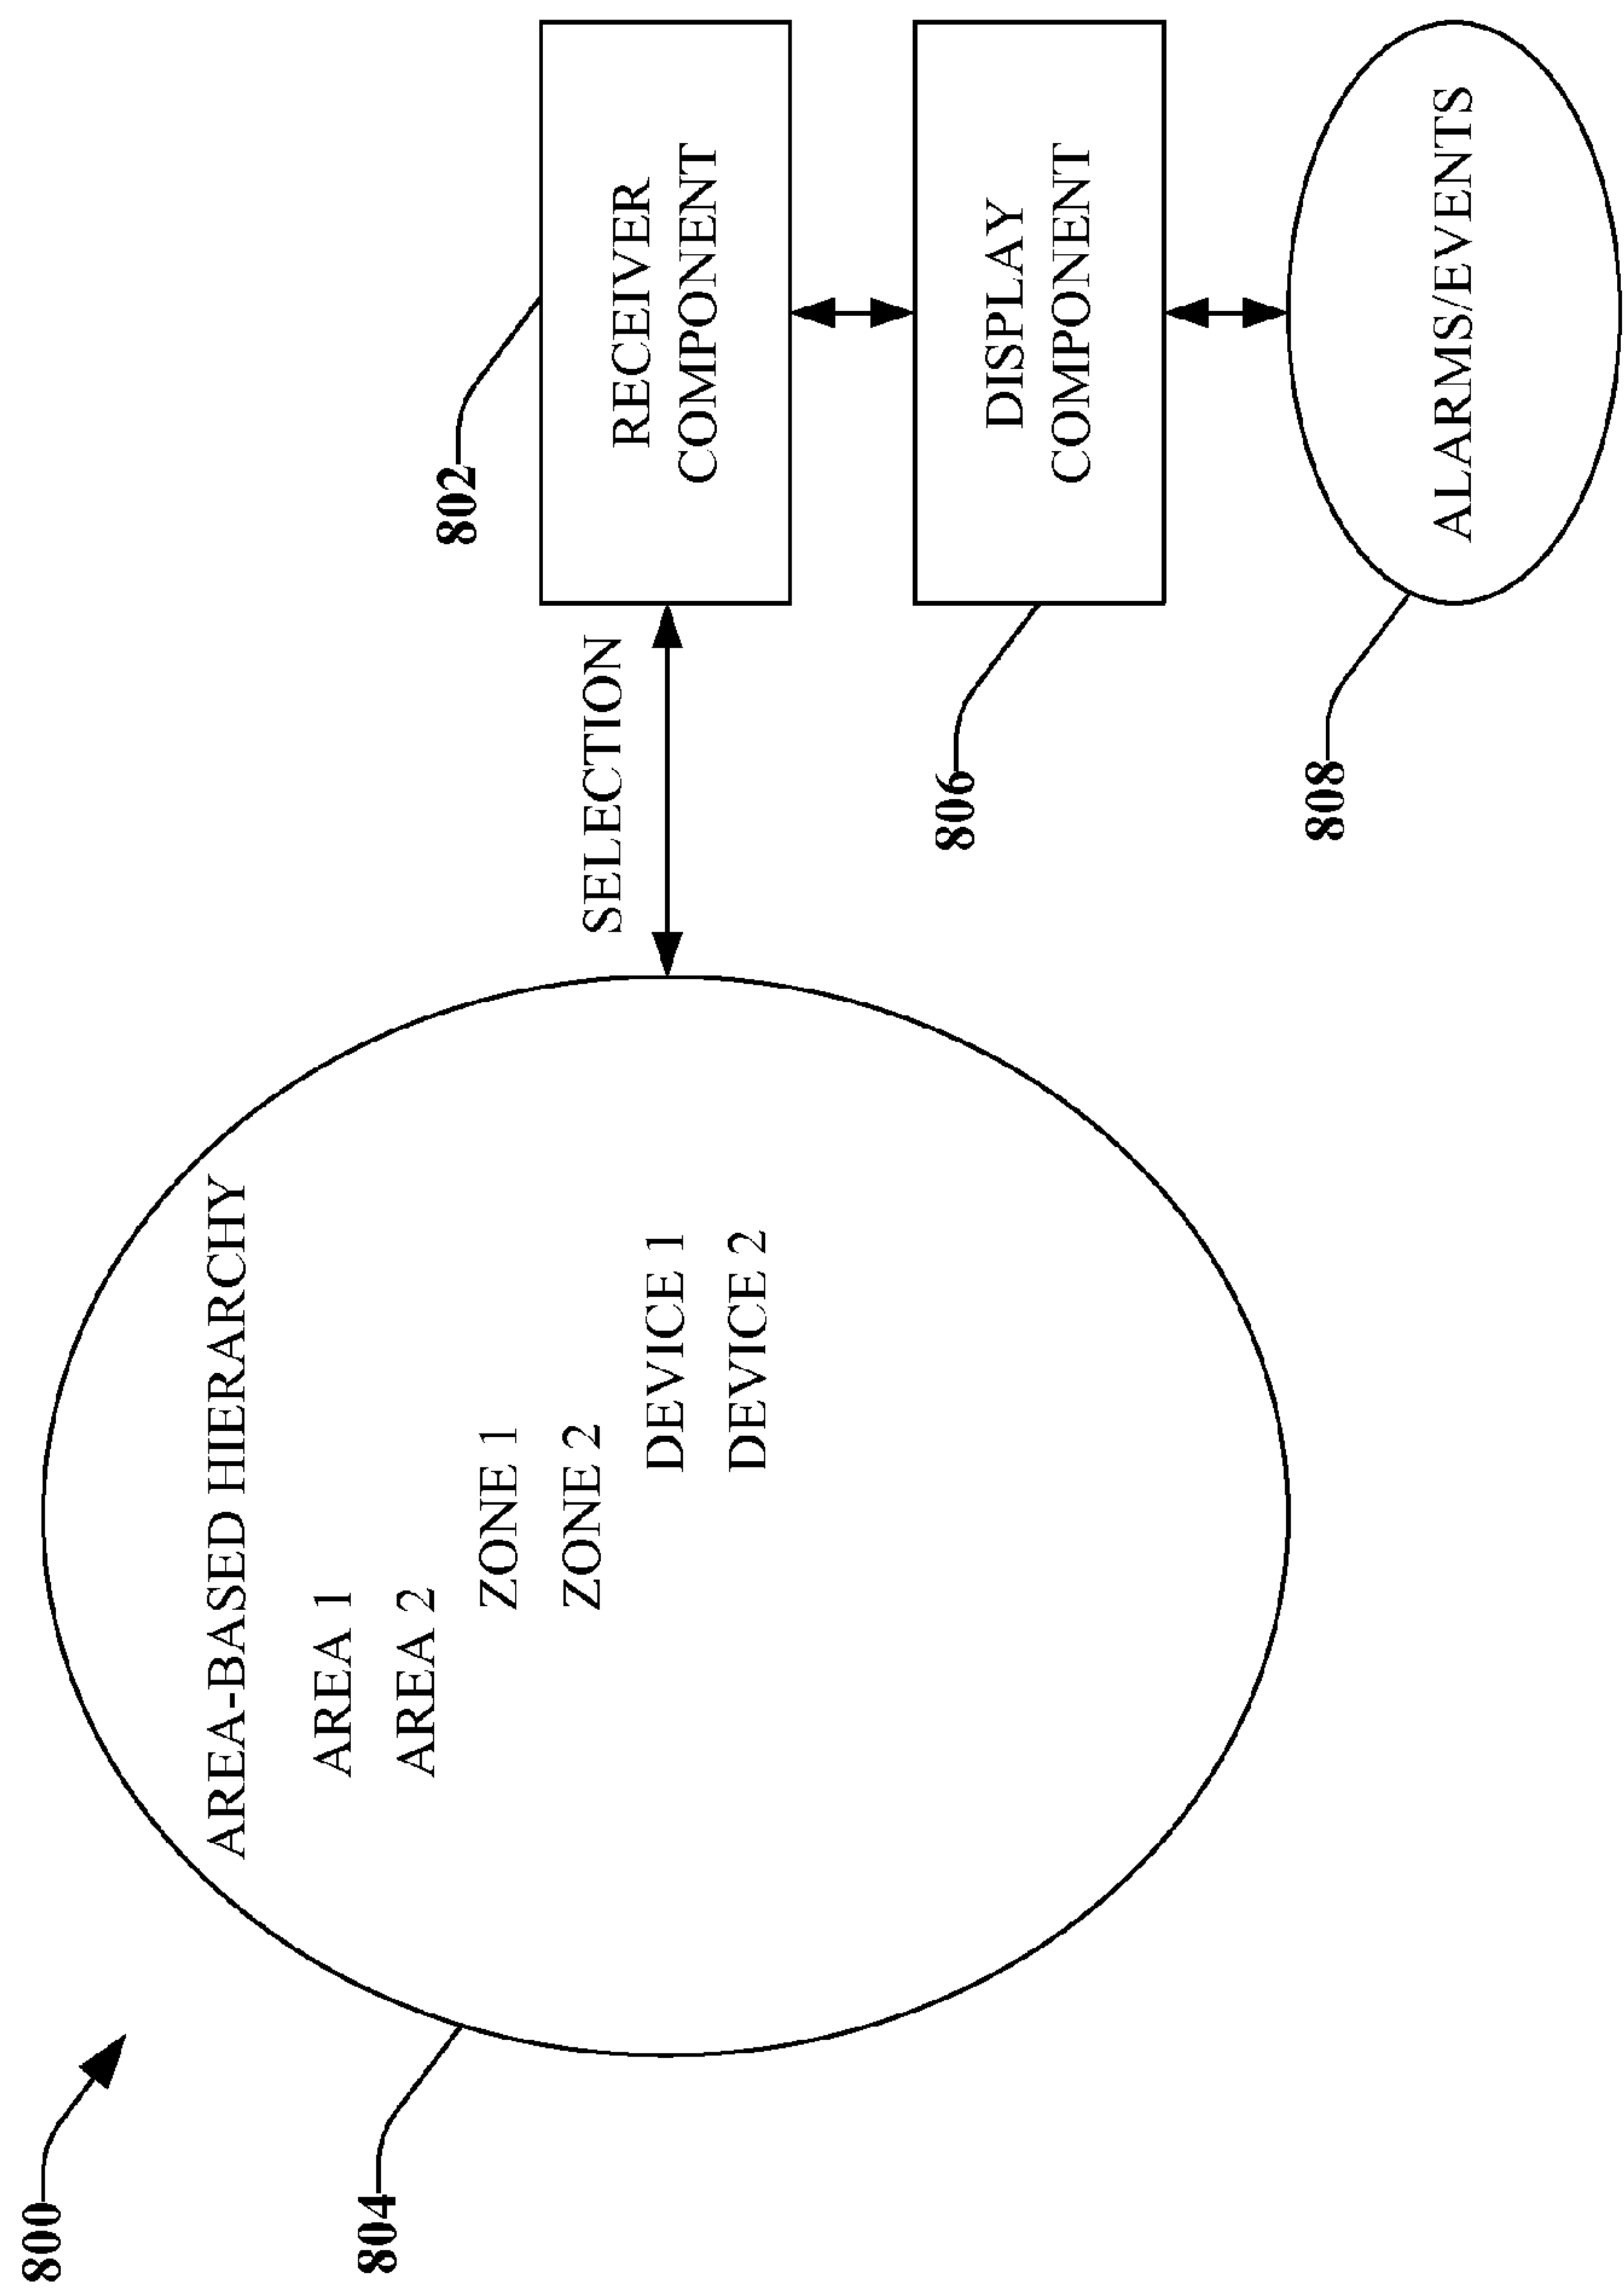 800
804
AREA-BASED HIERARCHY
AREA 1
AREA 2
ZONE 1
ZONE 2
DEVICE 1
DEVICE 2
SELECTION
802
RECEIVER
COMPONENT
806
DISPLAY
COMPONENT
808
ALARMS/EVENTS